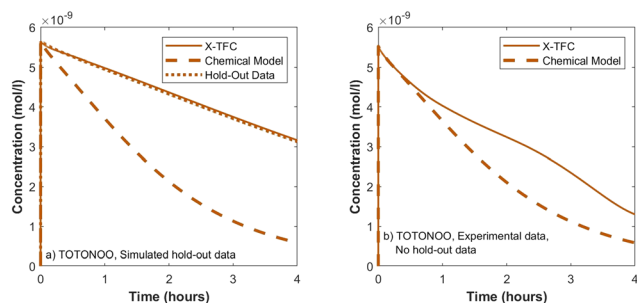 ×10⁻⁹
6
5
4
3
2
1
0
Concentration (mol/l)
X-TFC
Chemical Model
Hold-Out Data
a) TOTONOO, Simulated hold-out data
0 1 2 3 4
Time (hours)
×10⁻⁹
6
5
4
3
2
1
0
Concentration (mol/l)
X-TFC
Chemical Model
b) TOTONOO, Experimental data,
No hold-out data
0 1 2 3 4
Time (hours)